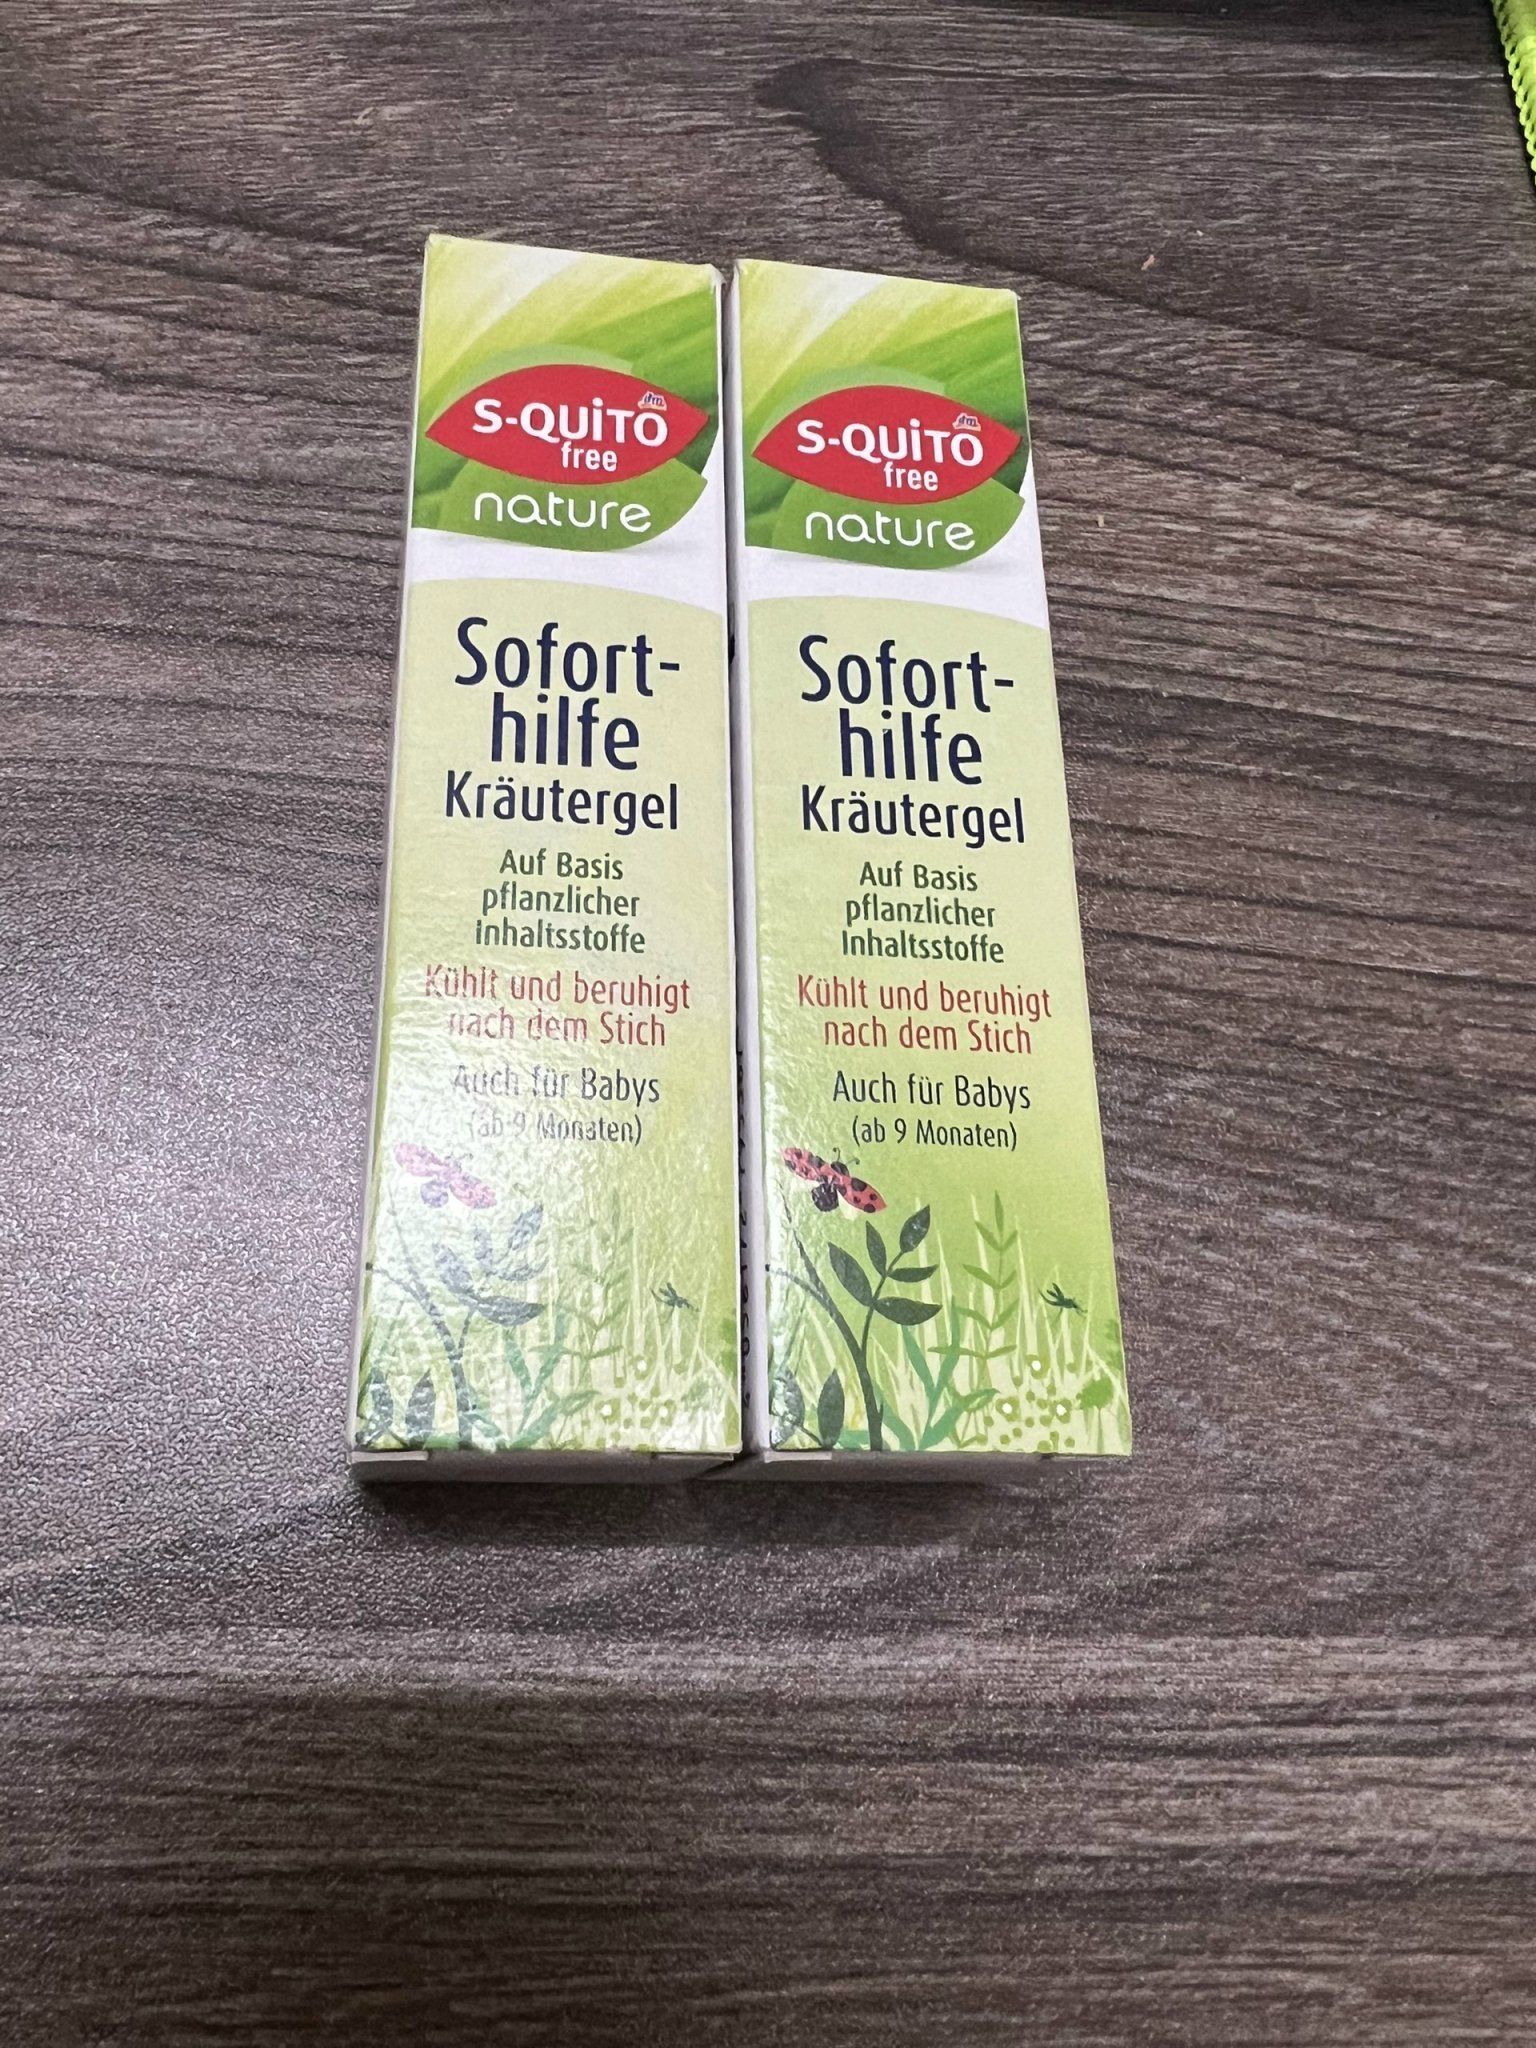 S-QUiTO
dm
free
nature
Sofort-
hilfe
Kräutergel
Auf Basis
pflanzlicher
Inhaltsstoffe
Kühlt und beruhigt
nach dem Stich
Auch für Babys
(ab 9 Monaten)
S-QUiTO
dm
free
nature
Sofort-
hilfe
Kräutergel
Auf Basis
pflanzlicher
Inhaltsstoffe
Kühlt und beruhigt
nach dem Stich
Auch für Babys
(ab 9 Monaten)